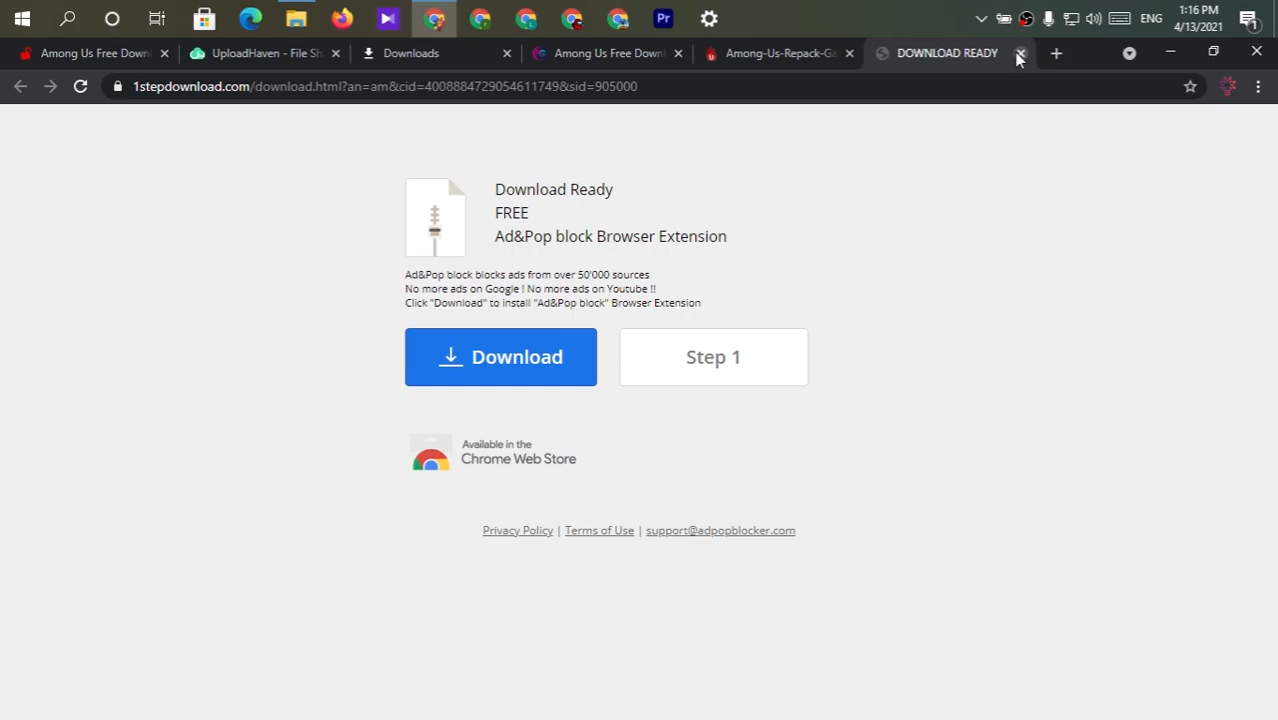 Pr
ENG
1:16 PM
4/13/2021
1
Among Us Free Downl
UploadHaven - File Sh
Downloads
Among Us Free Downl
Among-Us-Repack-Ga
DOWNLOAD READY
1stepdownload.com/download.html?an=am&cid=4008884729054611749&sid=905000
Download Ready
FREE
Ad&Pop block Browser Extension
Ad&Pop block blocks ads from over 50'000 sources
No more ads on Google ! No more ads on Youtube !!
Click "Download" to install "Ad&Pop block" Browser Extension
Download
Step 1
Available in the
Chrome Web Store
Privacy Policy | Terms of Use | support@adpopblocker.com